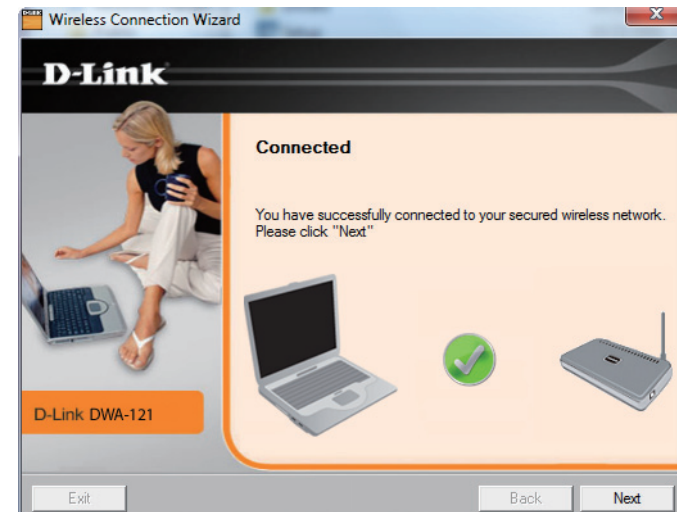 Wireless Connection Wizard
D-Link
Connected
You have successfully connected to your secured wireless network.
Please click "Next"
D-Link DWA-121
Exit
Back
Next